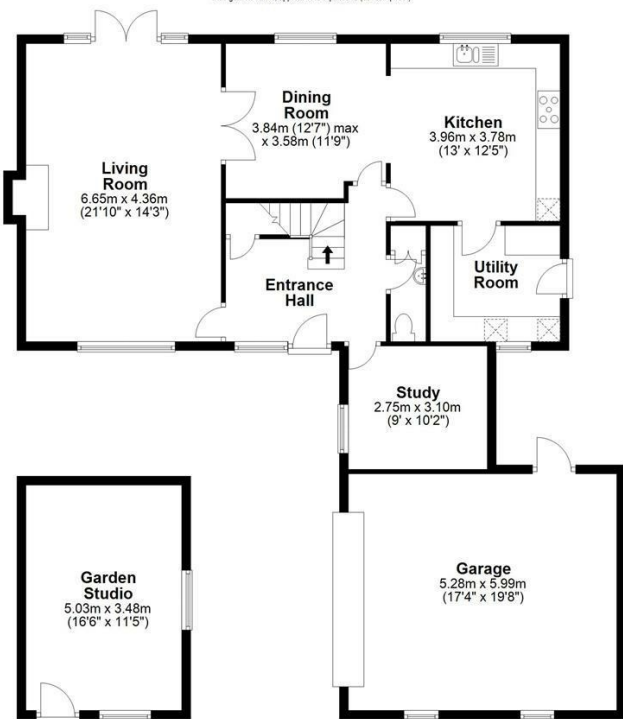 Dining
Room
3.84m (12'7") max
x 3.58m (11'9")
Kitchen
3.96m x 3.78m
(13' x 12'5")
Living
Room
6.65m x 4.36m
(21'10" x 14'3")
Utility
Room
Entrance
Hall
Study
2.75m x 3.10m
(9' x 10'2")
Garden
Studio
5.03m x 3.48m
(16'6" x 11'5")
Garage
5.28m x 5.99m
(17'4" x 19'8")